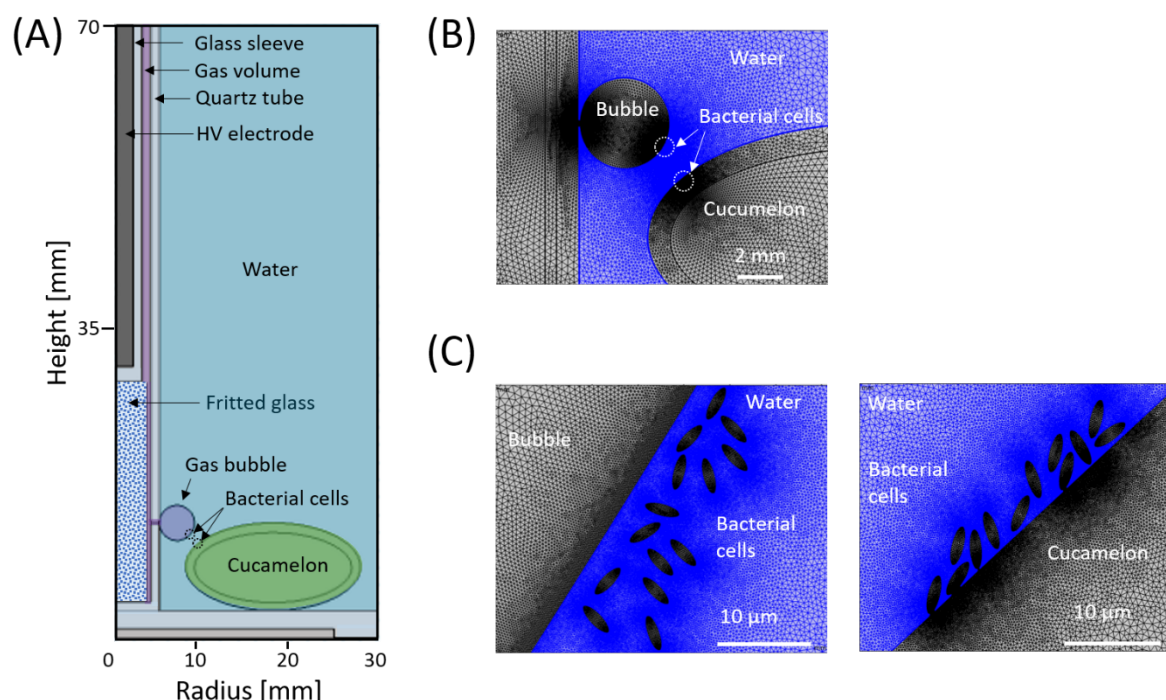 (A)
70
Glass sleeve
Gas volume
Quartz tube
HV electrode
Water
Height [mm]
35
Fritted glass
Gas bubble
Bacterial cells
Cucamelon
0
10
20
30
Radius [mm]
(B)
Water
Bubble
Bacterial cells
Cucumelon
2 mm
(C)
Water
Bubble
Bacterial
cells
10 µm
Water
Bacterial
cells
Cucamelon
10 µm